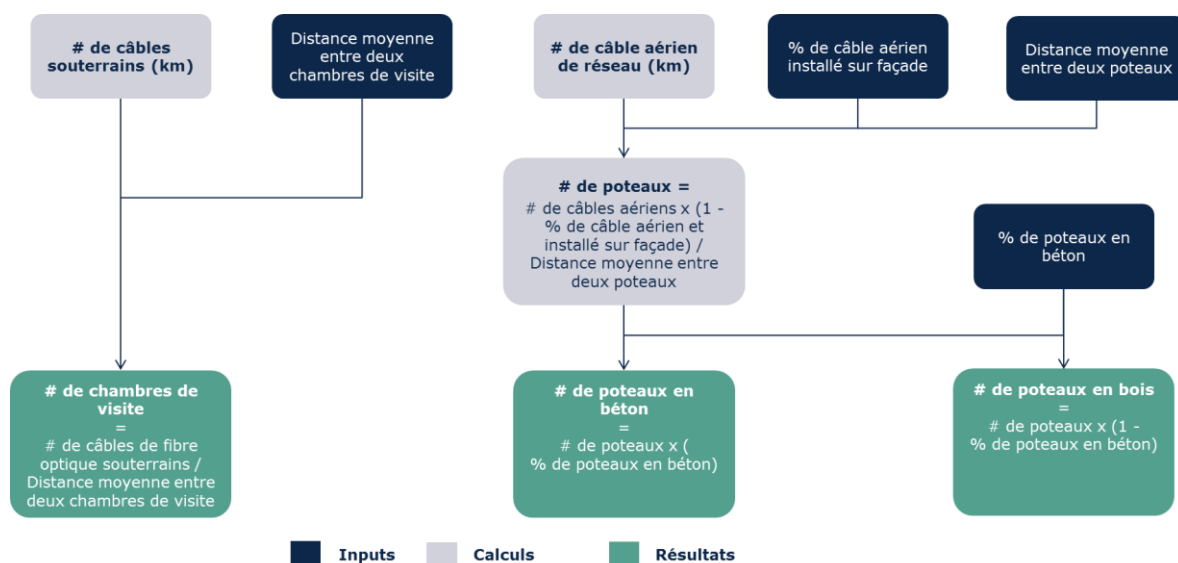 # de câbles
souterrains (km)
Distance moyenne
entre deux
chambres de visite
# de câble aérien
de réseau (km)
% de câble aérien
installé sur façade
Distance moyenne
entre deux poteaux
# de poteaux =
# de câbles aériens x (1 -
% de câble aérien et
installé sur façade) /
Distance moyenne entre
deux poteaux
% de poteaux en
béton
# de chambres de
visite
=
# de câbles de fibre
optique souterrains /
Distance moyenne entre
deux chambres de visite
# de poteaux en
béton
=
# de poteaux x (
% de poteaux en béton)
# de poteaux en bois
=
# de poteaux x (1 -
% de poteaux en béton)
Inputs
Calculs
Résultats